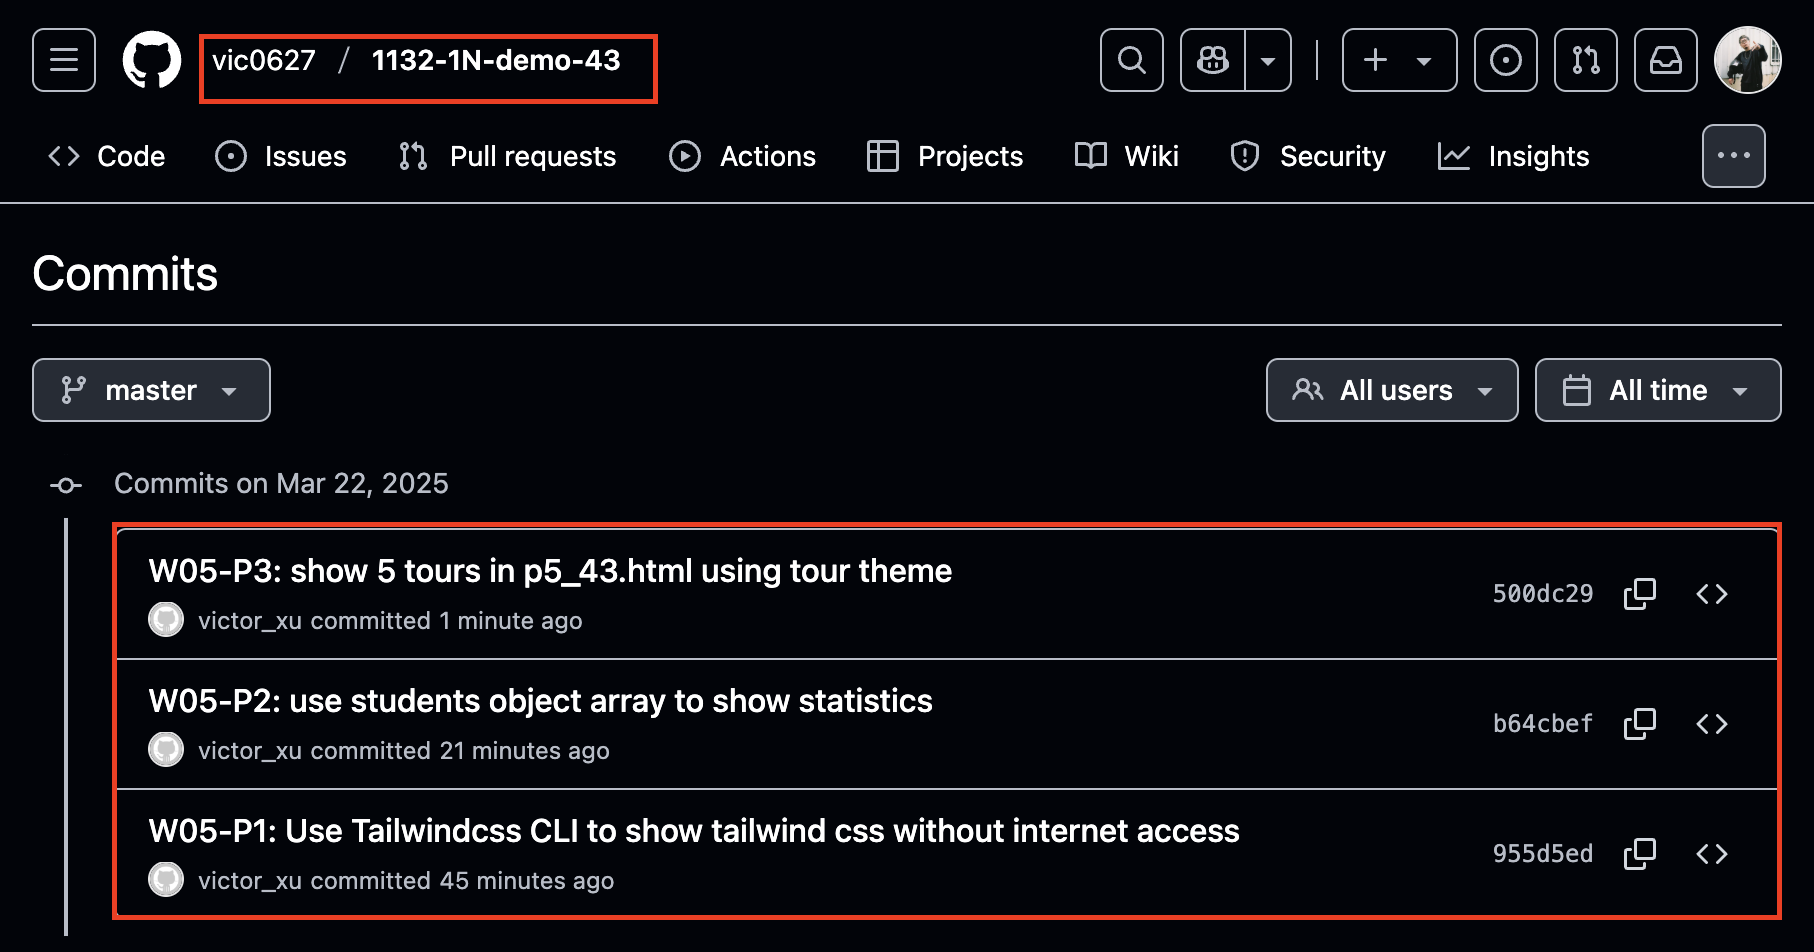 vic0627 / 1132-1N-demo-43
Code Issues Pull requests Actions Projects Wiki Security Insights
Commits
master All users All time
Commits on Mar 22, 2025
W05-P3: show 5 tours in p5_43.html using tour theme
victor_xu committed 1 minute ago
500dc29
W05-P2: use students object array to show statistics
victor_xu committed 21 minutes ago
b64cbef
W05-P1: Use Tailwindcss CLI to show tailwind css without internet access
victor_xu committed 45 minutes ago
955d5ed